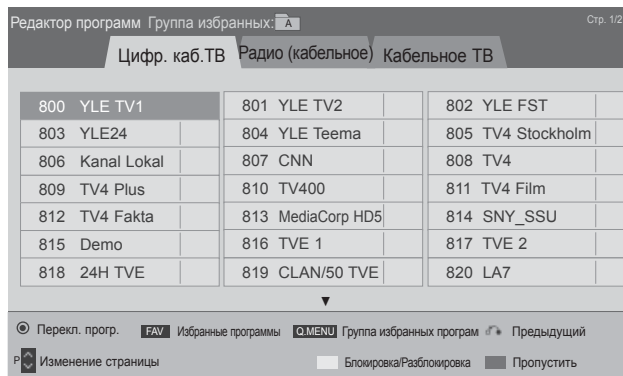 Редактор программ Группа избранных: A Стр. 1/2
Цифр. каб.ТВ Радио (кабельное) Кабельное ТВ
800 YLE TV1 801 YLE TV2 802 YLE FST
803 YLE24 804 YLE Teema 805 TV4 Stockholm
806 Kanal Lokal 807 CNN 808 TV4
809 TV4 Plus 810 TV400 811 TV4 Film
812 TV4 Fakta 813 MediaCorp HD5 814 SNY_SSU
815 Demo 816 TVE 1 817 TVE 2
818 24H TVE 819 CLAN/50 TVE 820 LA7
▼
Перекл. прогр. FAV Избранные программы Q.MENU Группа избранных програм Предыдущий
P Изменение страницы Блокировка/Разблокировка Пропустить